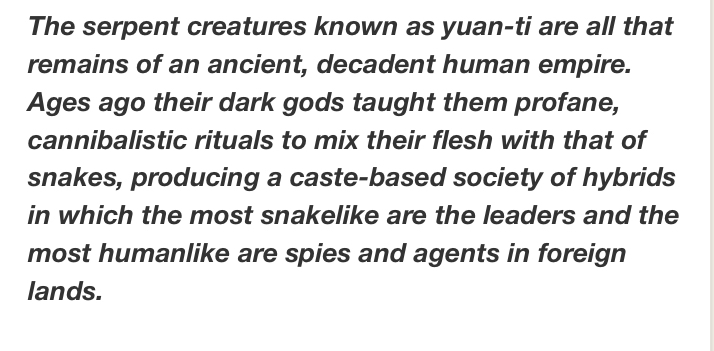 The serpent creatures known as yuan-ti are all that
remains of an ancient, decadent human empire.
Ages ago their dark gods taught them profane,
cannibalistic rituals to mix their flesh with that of
snakes, producing a caste-based society of hybrids
in which the most snakelike are the leaders and the
most humanlike are spies and agents in foreign
lands.